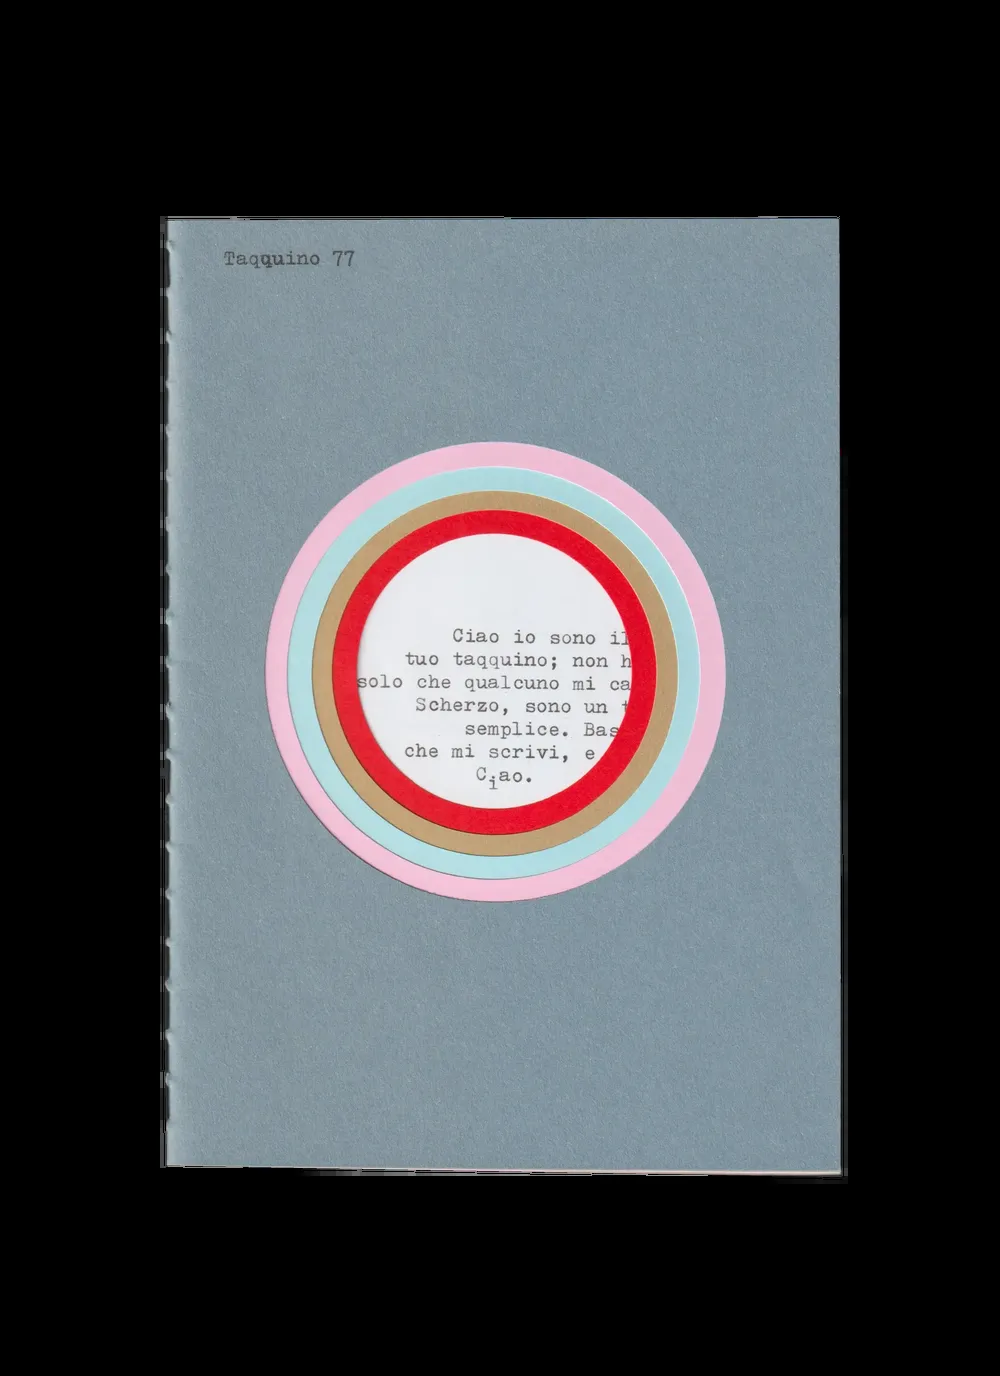 Taqquino 77
Ciao io sono il
tuo taqquino; non h
solo che qualcuno mi ca
Scherzo, sono un t
semplice. Bas
che mi scrivi, e
Ciao.